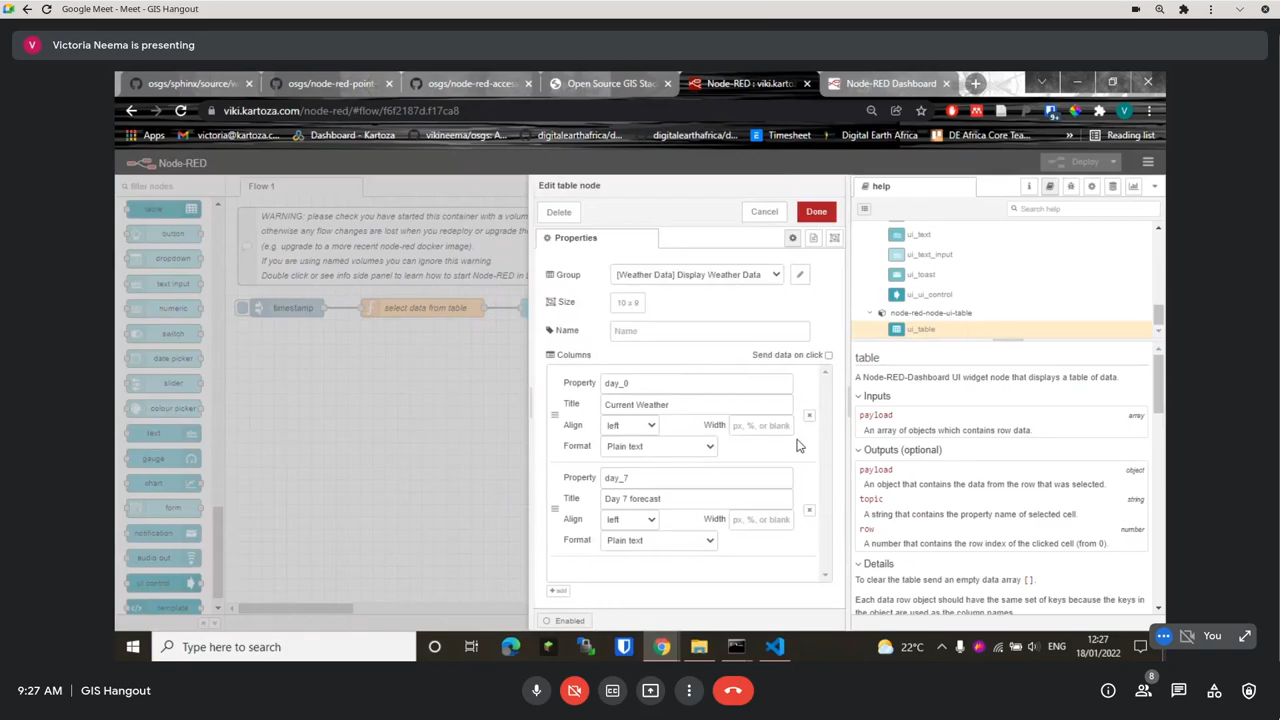 Google Meet - Meet - GIS Hangout
V Victoria Neema is presenting
osgs/sphinx/source/w
osgs/node-red-point
osgs/node-red-acces
Open Source GIS Stac
Node-RED : viki.karto
Node-RED Dashboard
viki.kartoza.com/node-red/#flow/f6f2187d.f17ca8
V
Apps
victoria@kartoza.c...
Dashboard - Kartoza
vikineema/osgs: A...
digitalearthafrica/d...
digitalearthafrica/d...
Timesheet
Digital Earth Africa
DE Africa Core Tea...
»
Reading list
Node-RED
Deploy
filter nodes
Flow 1
table
button
dropdown
text input
numeric
switch
date picker
slider
colour picker
text
gauge
chart
form
notification
audio out
ui control
template
WARNING: please check you have started this container with a volum
otherwise any flow changes are lost when you redeploy or upgrade the
(e.g. upgrade to a more recent node-red docker image).
If you are using named volumes you can ignore this warning.
Double click or see info side panel to learn how to start Node-RED in D
timestamp
select data from table
Edit table node
Delete
Cancel
Done
Properties
Group
[Weather Data] Display Weather Data
Size
10 x 9
Name
Name
Columns
Send data on click
Property
day_0
Title
Current Weather
Align
left
Width
px, %, or blank
Format
Plain text
Property
day_7
Title
Day 7 forecast
Align
left
Width
px, %, or blank
Format
Plain text
+ add
Enabled
help
Search help
ui_text
ui_text_input
ui_toast
ui_ui_control
node-red-node-ui-table
ui_table
table
A Node-RED-Dashboard UI widget node that displays a table of data.
Inputs
payload array
An array of objects which contains row data.
Outputs (optional)
payload object
An object that contains the data from the row that was selected.
topic string
A string that contains the property name of selected cell.
row number
A number that contains the row index of the clicked cell (from 0).
Details
To clear the table send an empty data array [].
Each data row object should have the same set of keys because the keys in
the object are used as the column names.
Type here to search
22°C
ENG
12:27
18/01/2022
You
9:27 AM
GIS Hangout
8